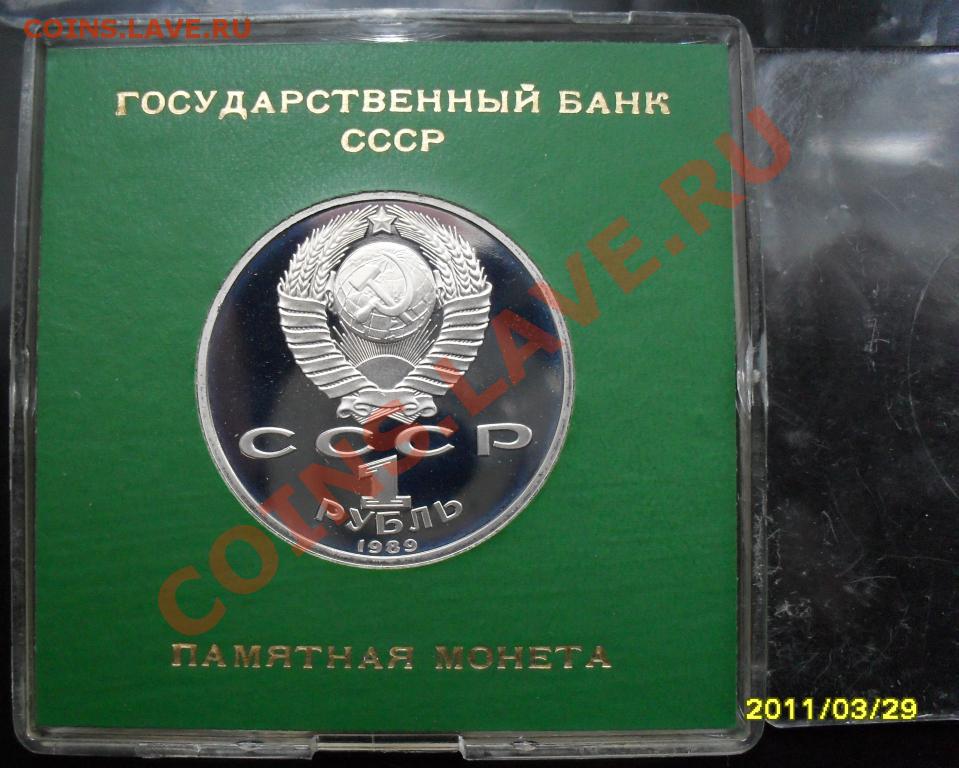 COINS.LAVE.RU
ГОСУДАРСТВЕННЫЙ БАНК
СССР
COINS.LAVE.RU
СССР
1
РУБЛЬ
1989
ПАМЯТНАЯ МОНЕТА
2011/03/29